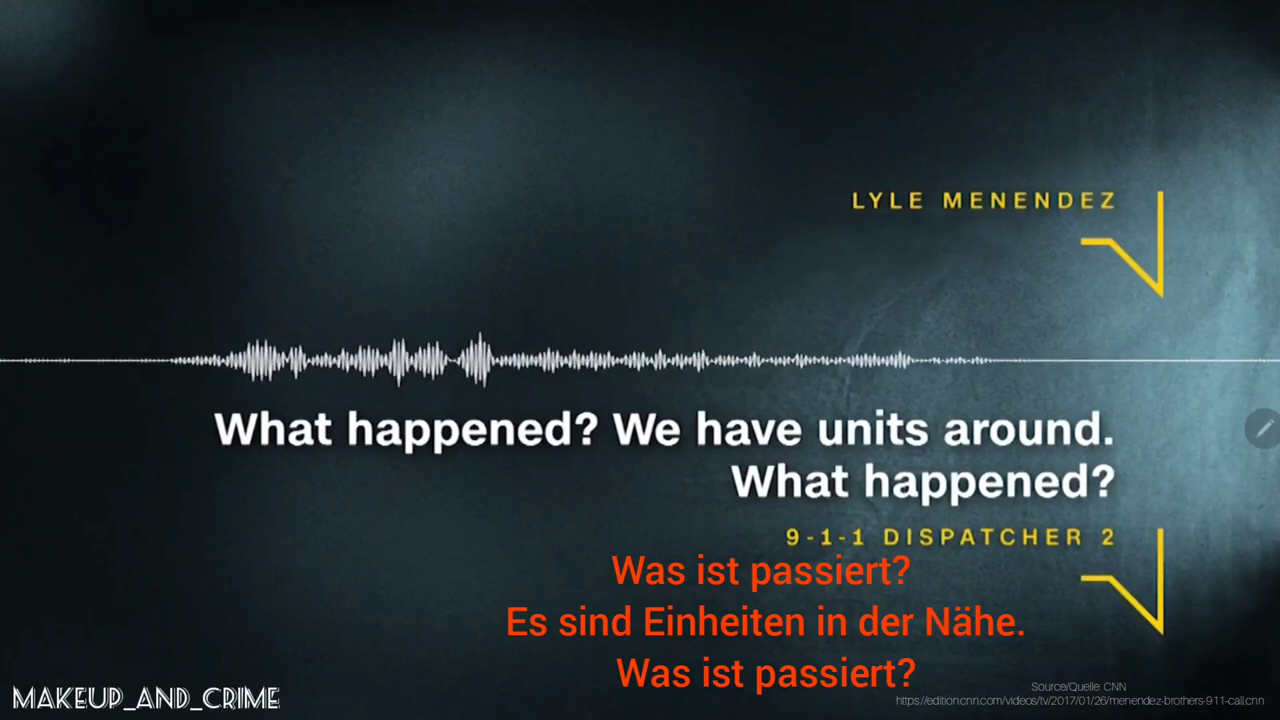 LYLE MENENDEZ
What happened? We have units around.
What happened?
9-1-1 DISPATCHER 2
Was ist passiert?
Es sind Einheiten in der Nähe.
Was ist passiert?
MAKEUP_AND_CRIME
Source/Quelle: CNN
https://edition.cnn.com/videos/tv/2017/01/26/menendez-brothers-911-call.cnn